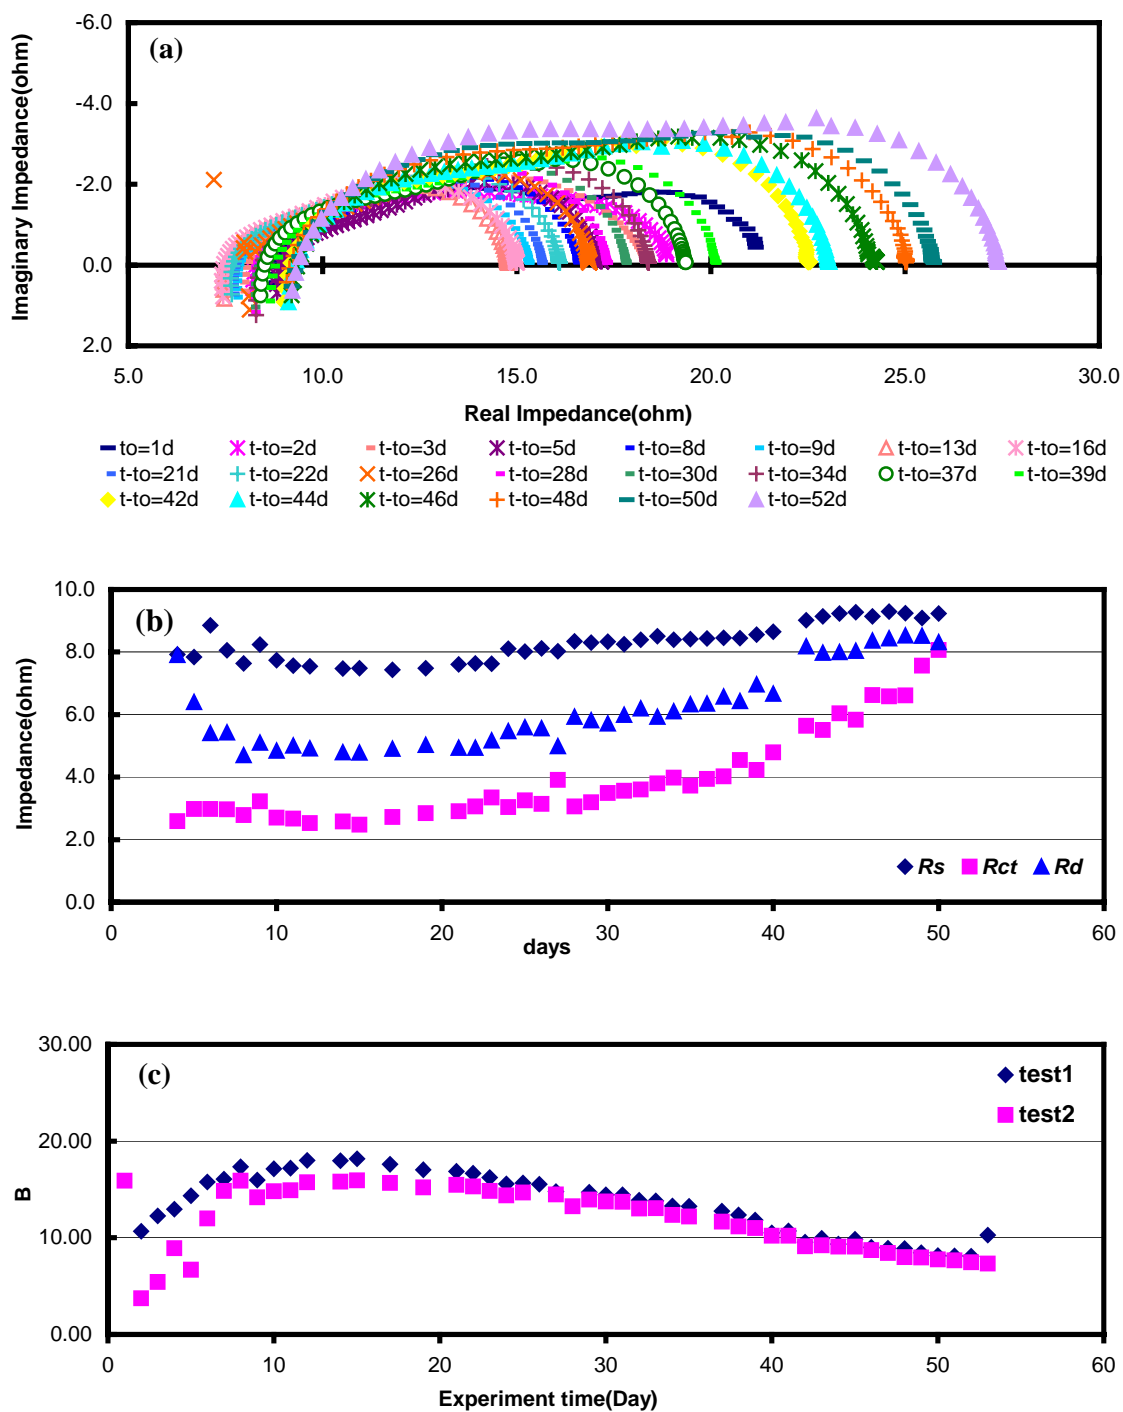 (a)
Imaginary Impedance(ohm)
-6.0
-4.0
-2.0
0.0
2.0
5.0 10.0 15.0 20.0 25.0 30.0
Real Impedance(ohm)
to=1d t-to=2d t-to=3d t-to=5d t-to=8d t-to=9d t-to=13d t-to=16d
t-to=21d t-to=22d t-to=26d t-to=28d t-to=30d t-to=34d t-to=37d t-to=39d
t-to=42d t-to=44d t-to=46d t-to=48d t-to=50d t-to=52d
(b)
Impedance(ohm)
10.0
8.0
6.0
4.0
2.0
0.0
Rs Rct Rd
0 10 20 30 40 50 60
days
(c)
B
30.00
20.00
10.00
0.00
test1
test2
0 10 20 30 40 50 60
Experiment time(Day)